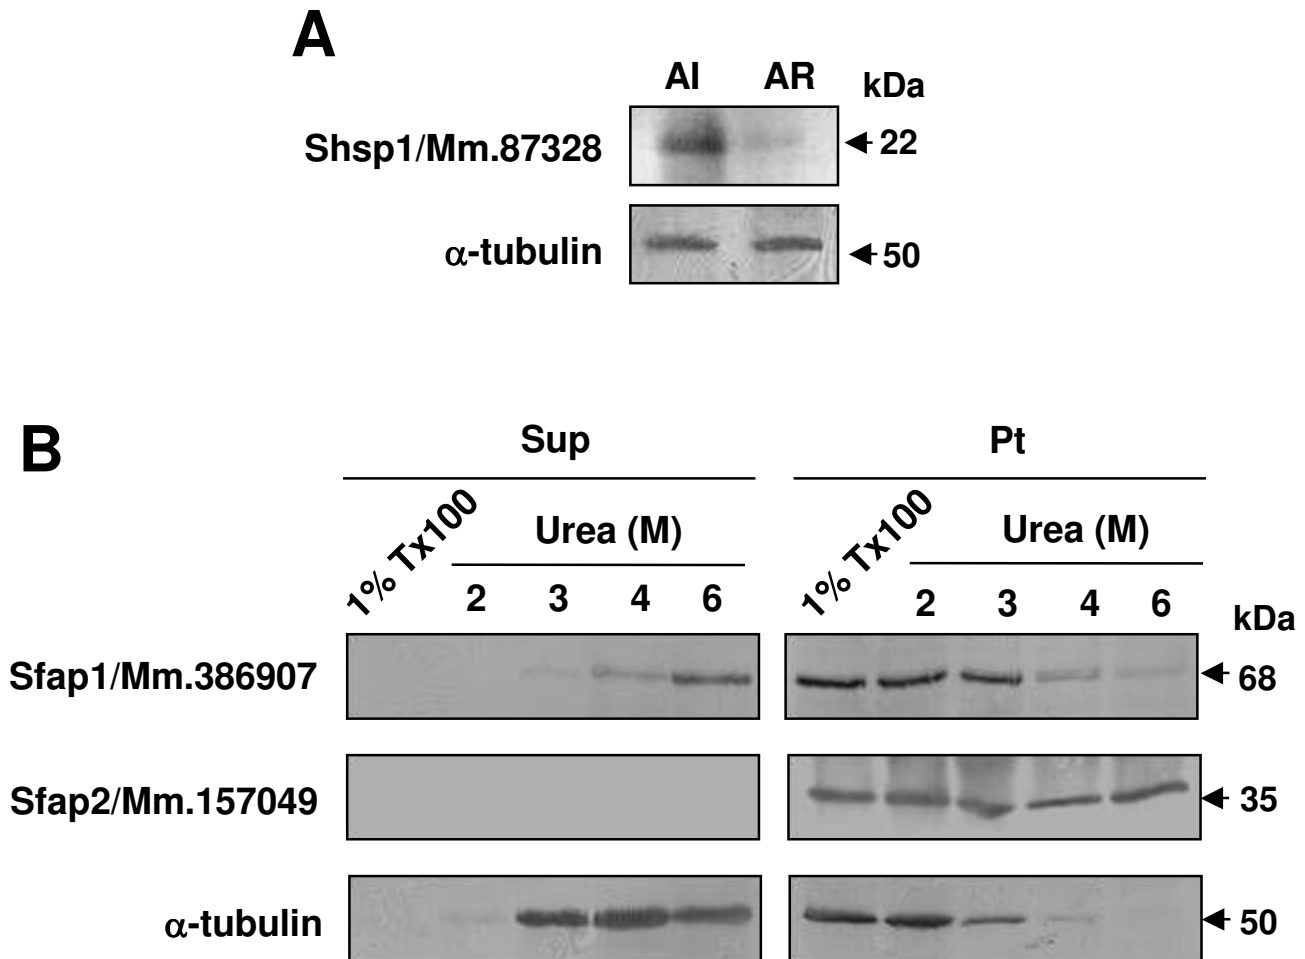 A
AI AR kDa
Shsp1/Mm.87328 22
α-tubulin 50
B
Sup Pt
1% Tx100 Urea (M) 1% Tx100 Urea (M)
2 3 4 6 2 3 4 6 kDa
Sfap1/Mm.386907 68
Sfap2/Mm.157049 35
α-tubulin 50